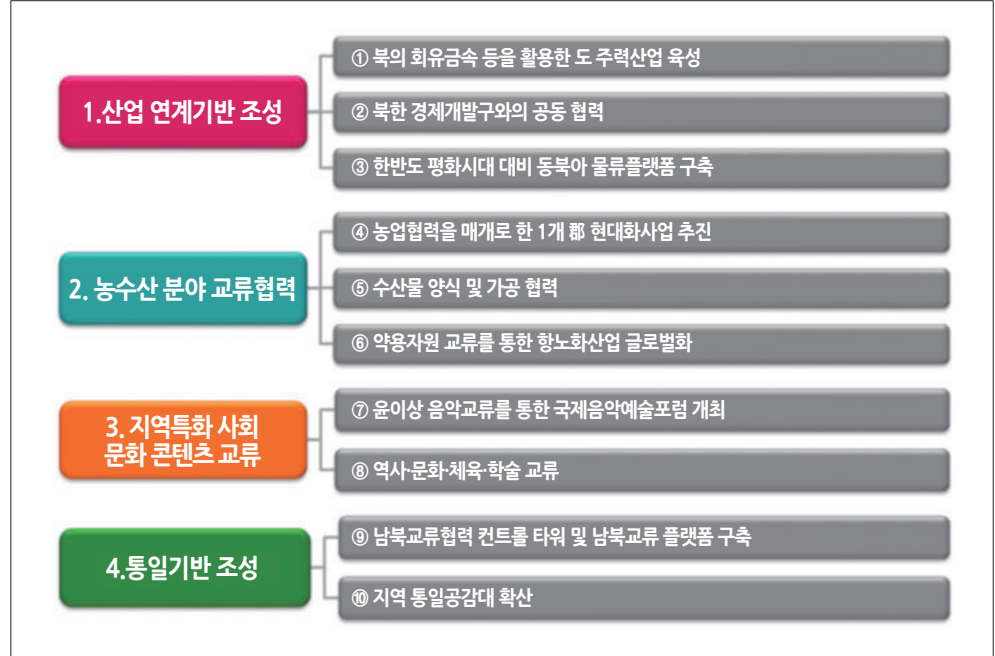 1.산업 연계기반 조성
① 북의 회유금속 등을 활용한 도 주력산업 육성
② 북한 경제개발구와의 공동 협력
③ 한반도 평화시대 대비 동북아 물류플랫폼 구축
2. 농수산 분야 교류협력
④ 농업협력을 매개로 한 1개 郡 현대화사업 추진
⑤ 수산물 양식 및 가공 협력
⑥ 약용자원 교류를 통한 항노화산업 글로벌화
3. 지역특화 사회
문화 콘텐츠 교류
⑦ 윤이상 음악교류를 통한 국제음악예술포럼 개최
⑧ 역사·문화·체육·학술 교류
4.통일기반 조성
⑨ 남북교류협력 컨트롤 타워 및 남북교류 플랫폼 구축
⑩ 지역 통일공감대 확산